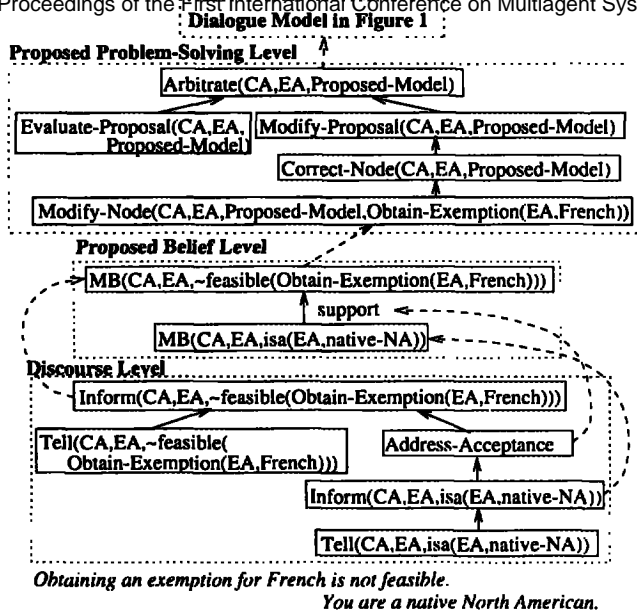 Proceedings of the First International Conference on Multiagent Sys
Dialogue Model in Figure 1
Proposed Problem-Solving Level
Arbitrate(CA,EA,Proposed-Model)
Evaluate-Proposal(CA,EA,
Proposed-Model)
Modify-Proposal(CA,EA,Proposed-Model)
Correct-Node(CA,EA,Proposed-Model)
Modify-Node(CA,EA,Proposed-Model,Obtain-Exemption(EA,French))
Proposed Belief Level
MB(CA,EA,~feasible(Obtain-Exemption(EA,French)))
support
MB(CA,EA,isa(EA,native-NA))
Discourse Level
Inform(CA,EA,~feasible(Obtain-Exemption(EA,French)))
Tell(CA,EA,~feasible(
Obtain-Exemption(EA,French)))
Address-Acceptance
Inform(CA,EA,isa(EA,native-NA))
Tell(CA,EA,isa(EA,native-NA))
Obtaining an exemption for French is not feasible.
You are a native North American.